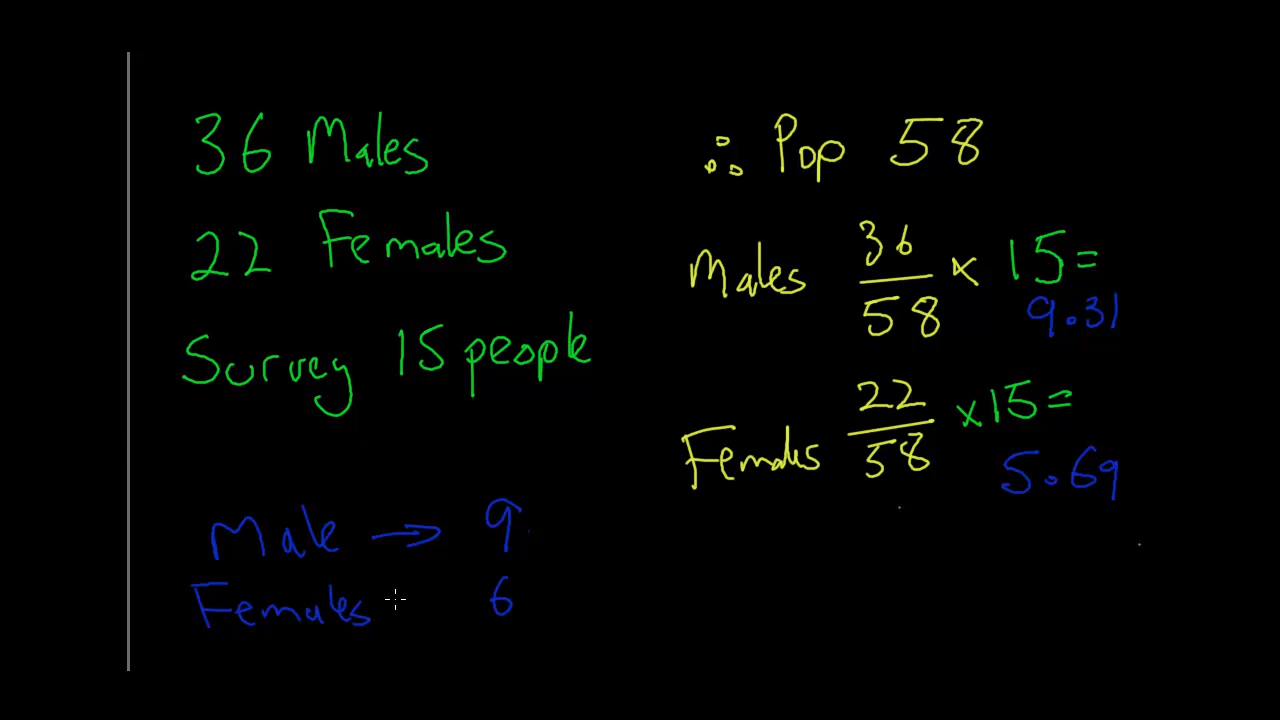 36 Males
22 Females
Survey 15 people
Male → 9
Females 6
∴ Pop 58
Males 36/58 × 15 =
9.31
Females 22/58 × 15 =
5.69